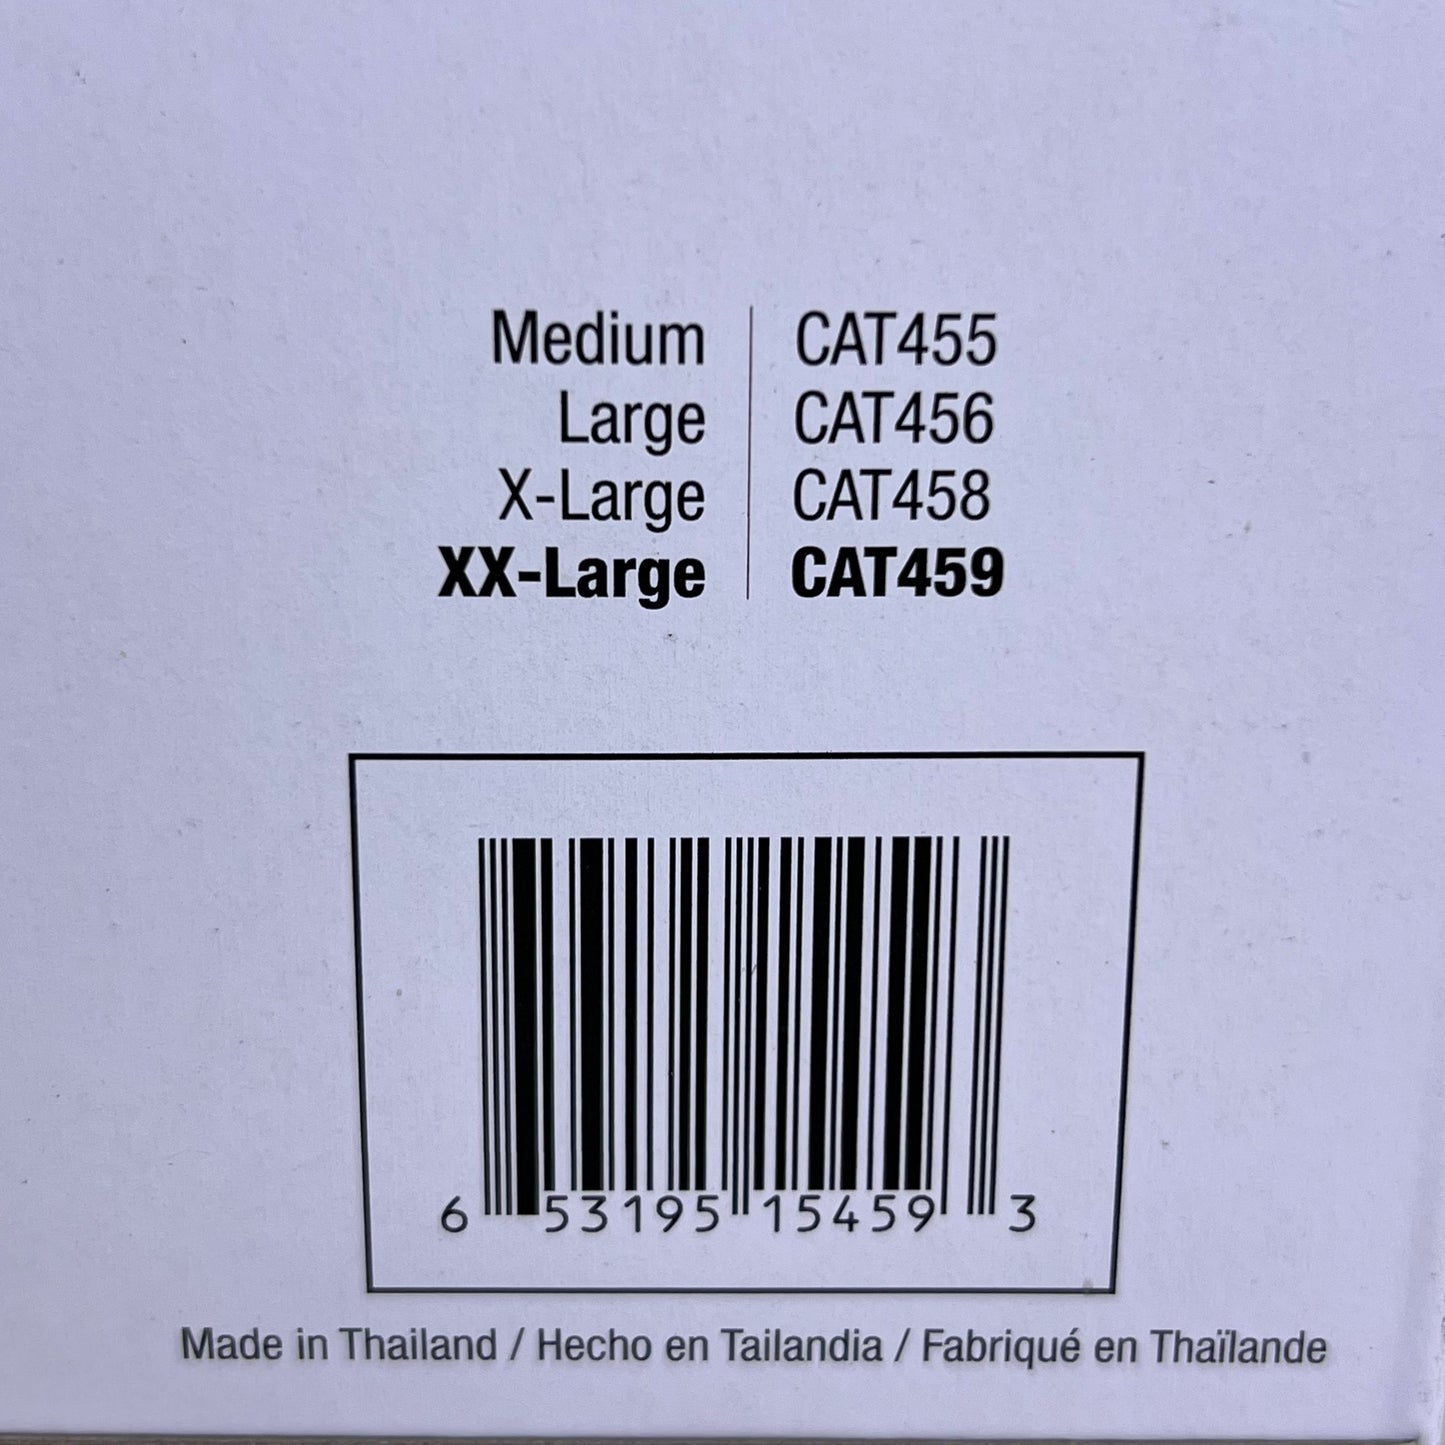 Medium CAT455
Large CAT456
X-Large CAT458
XX-Large CAT459
6 53195 15459 3
Made in Thailand / Hecho en Tailandia / Fabriqué en Thaïlande